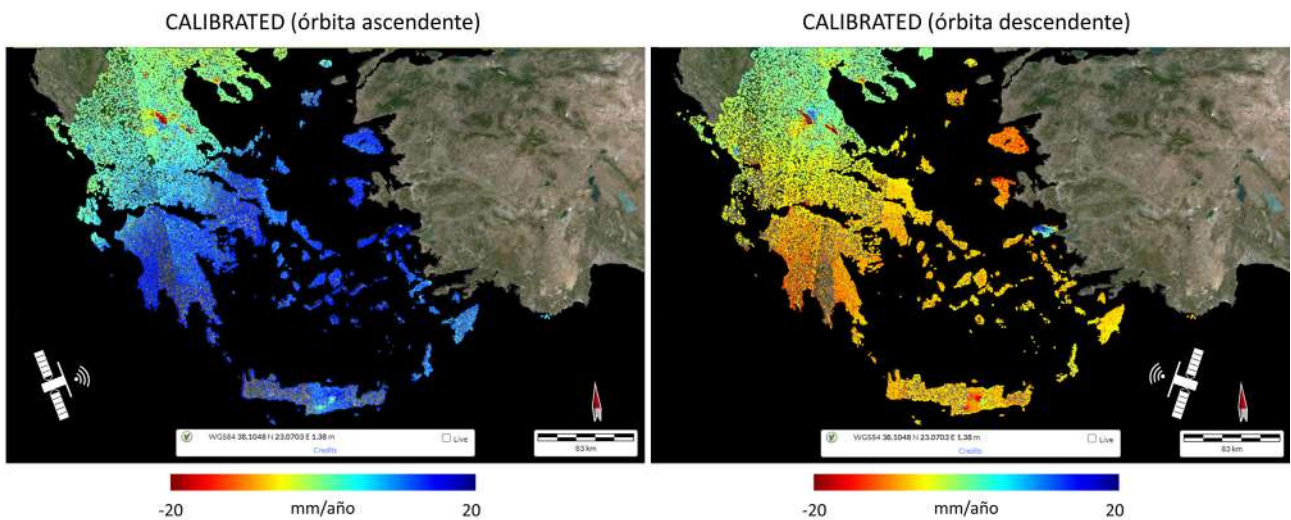 CALIBRATED (órbita ascendente)
CALIBRATED (órbita descendente)
WGS84 38.1048 N 23.0703 E 1.38 m
Live
Credits
83 km
WGS84 38.1048 N 23.0703 E 1.38 m
Live
Credits
83 km
-20 mm/año 20
-20 mm/año 20